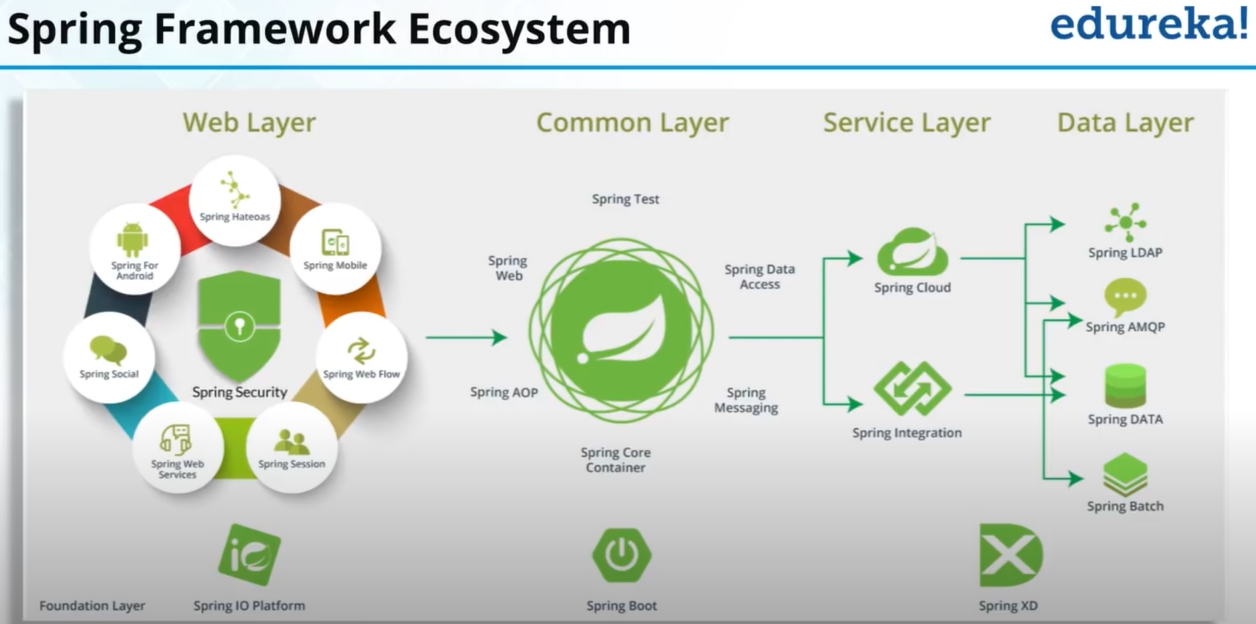 Spring Framework Ecosystem
edureka!
Web Layer
Common Layer
Service Layer
Data Layer
Spring Hateoas
Spring For
Android
Spring Mobile
Spring Social
Spring Security
Spring Web Flow
Spring Web
Services
Spring Session
Spring Test
Spring
Web
Spring Data
Access
Spring AOP
Spring
Messaging
Spring Core
Container
Spring Cloud
Spring Integration
Spring LDAP
Spring AMQP
Spring DATA
Spring Batch
Foundation Layer
iO
Spring IO Platform
Spring Boot
X
Spring XD